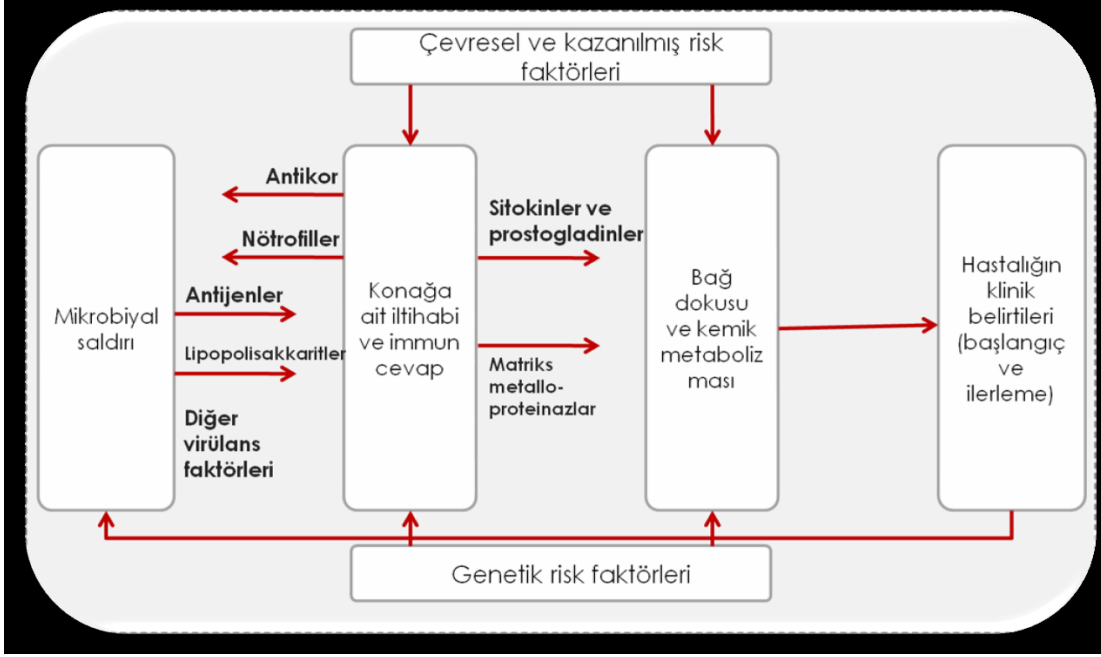 Çevresel ve kazanılmış risk
faktörleri
Mikrobiyal
saldırı
Antikor
Nötrofiller
Antijenler
Lipopolisakkaritler
Diğer
virülans
faktörleri
Konağa
ait iltihabi
ve immun
cevap
Sitokinler ve
prostogladinler
Matriks
metallo-
proteinazlar
Bağ
dokusu
ve kemik
metaboliz
ması
Hastalığın
klinik
belirtileri
(başlangıç
ve
ilerleme)
Genetik risk faktörleri